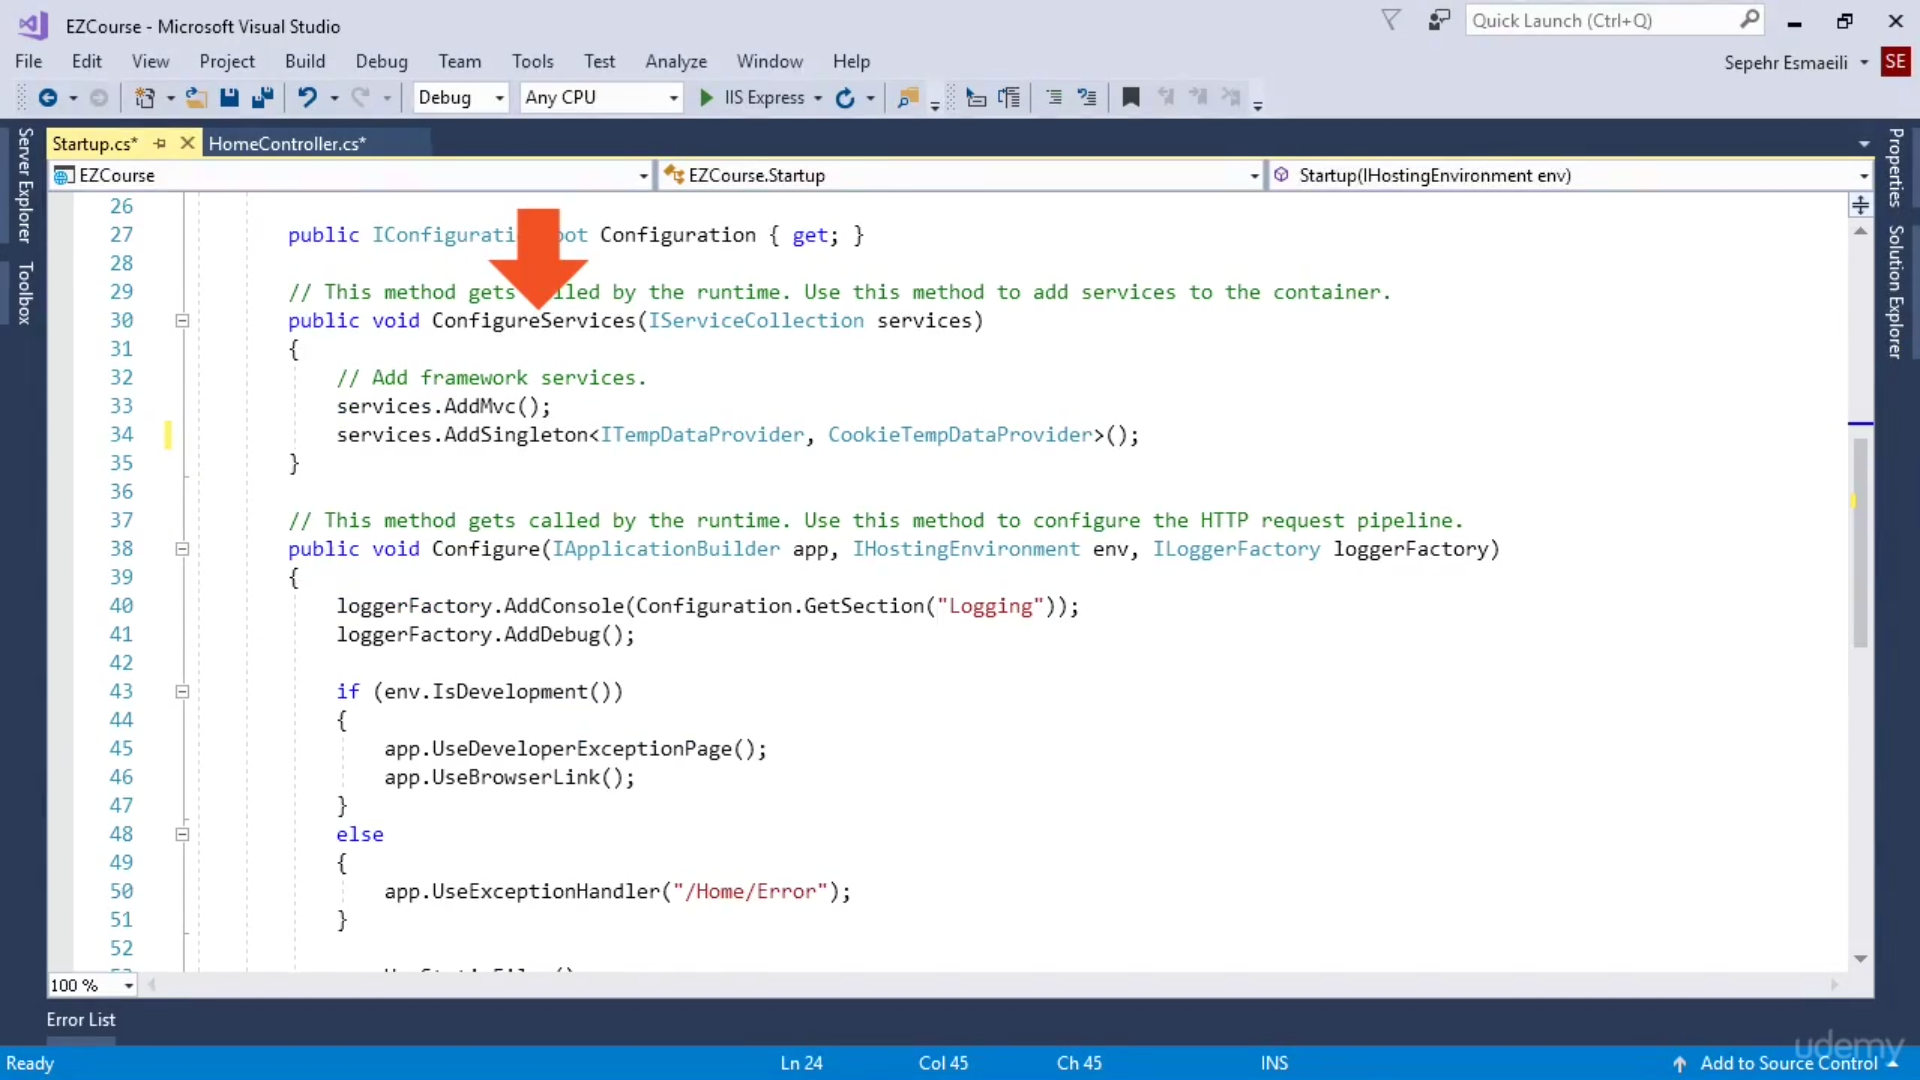 EZCourse - Microsoft Visual Studio
Quick Launch (Ctrl+Q)
File Edit View Project Build Debug Team Tools Test Analyze Window Help
Sepehr Esmaeili SE
Debug Any CPU IIS Express
Startup.cs* HomeController.cs*
EZCourse EZCourse.Startup Startup(IHostingEnvironment env)
Server Explorer
Toolbox
Properties
Solution Explorer
26
27 public IConfigurati oot Configuration { get; }
28
29 // This method gets lled by the runtime. Use this method to add services to the container.
30 public void ConfigureServices(IServiceCollection services)
31 {
32 // Add framework services.
33 services.AddMvc();
34 services.AddSingleton<ITempDataProvider, CookieTempDataProvider>();
35 }
36
37 // This method gets called by the runtime. Use this method to configure the HTTP request pipeline.
38 public void Configure(IApplicationBuilder app, IHostingEnvironment env, ILoggerFactory loggerFactory)
39 {
40 loggerFactory.AddConsole(Configuration.GetSection("Logging"));
41 loggerFactory.AddDebug();
42
43 if (env.IsDevelopment())
44 {
45 app.UseDeveloperExceptionPage();
46 app.UseBrowserLink();
47 }
48 else
49 {
50 app.UseExceptionHandler("/Home/Error");
51 }
52
100 %
Error List
udemy
Ready Ln 24 Col 45 Ch 45 INS Add to Source Control